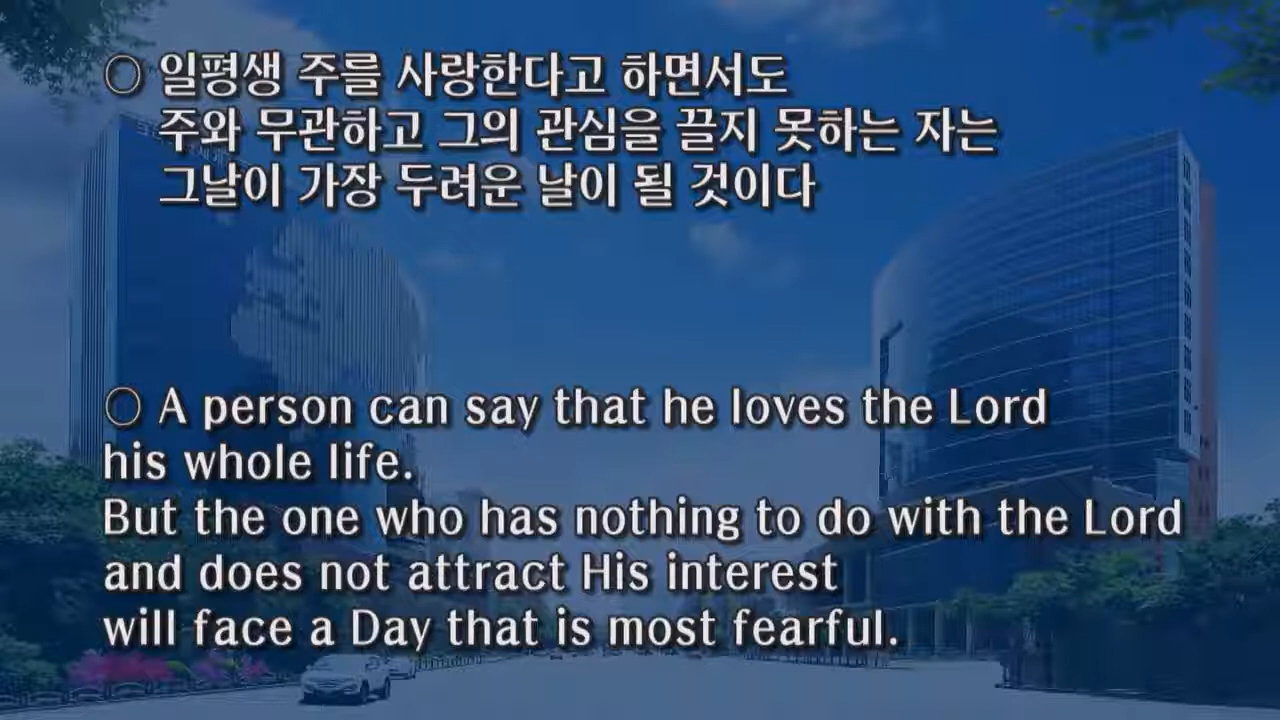 ○ 일평생 주를 사랑한다고 하면서도
주와 무관하고 그의 관심을 끌지 못하는 자는
그날이 가장 두려운 날이 될 것이다
○ A person can say that he loves the Lord
his whole life.
But the one who has nothing to do with the Lord
and does not attract His interest
will face a Day that is most fearful.